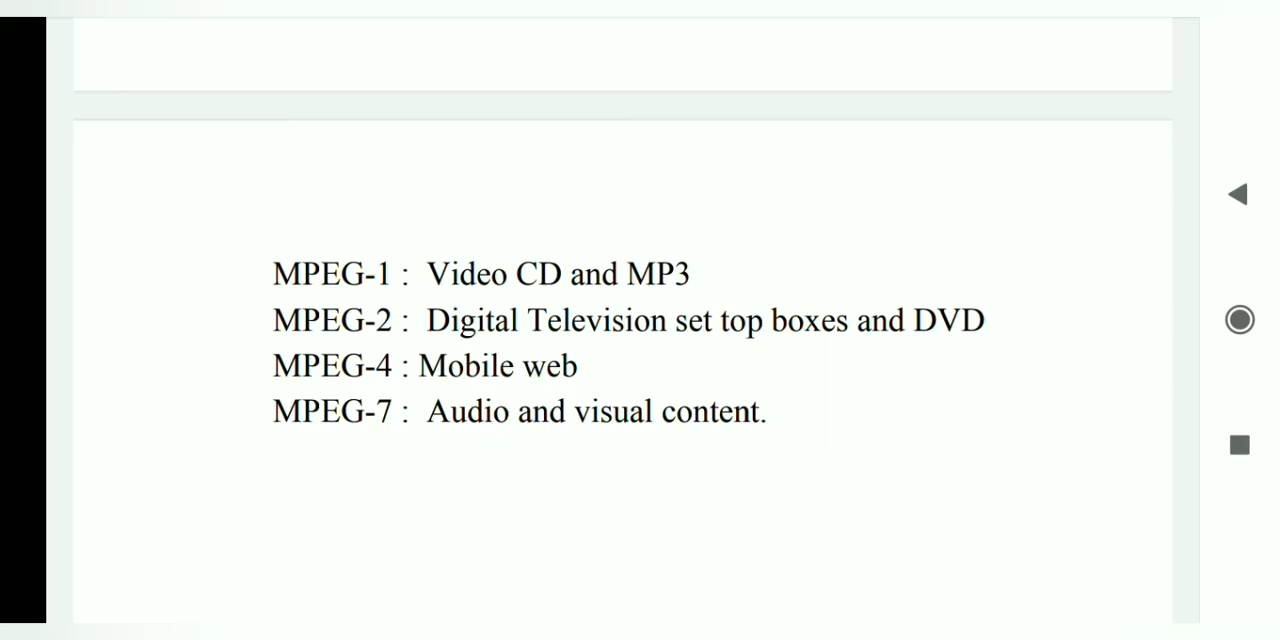 MPEG-1 : Video CD and MP3
MPEG-2 : Digital Television set top boxes and DVD
MPEG-4 : Mobile web
MPEG-7 : Audio and visual content.